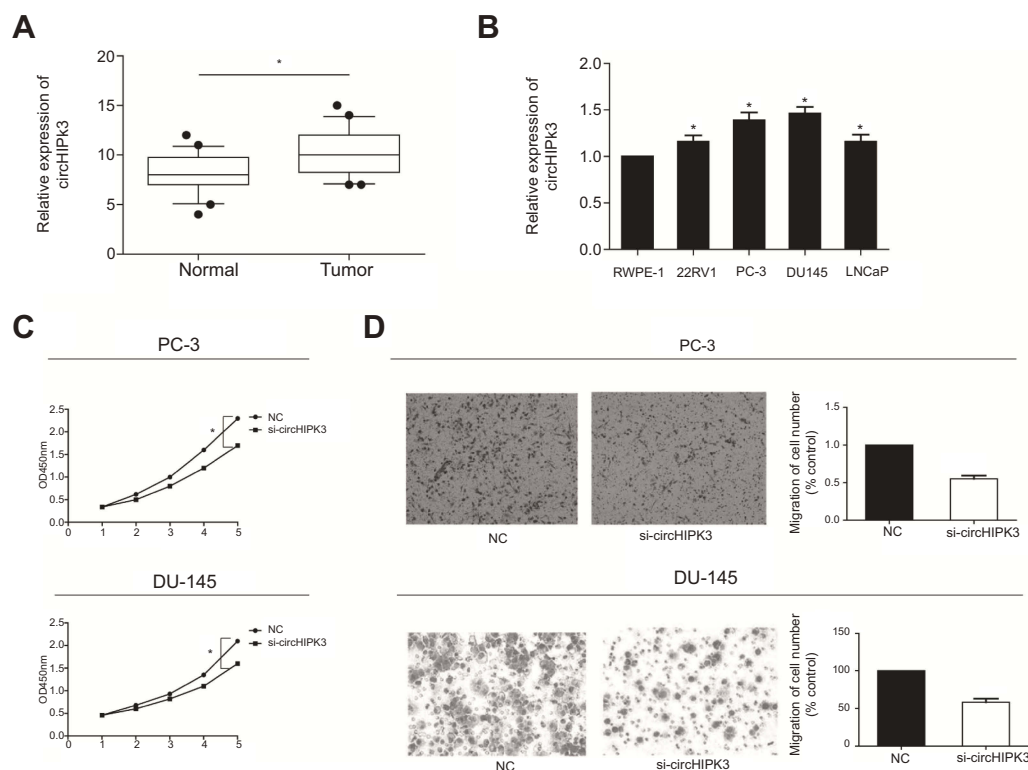 A
Relative expression of
circHIPk3
20
15
10
5
0
*
Normal
Tumor
B
Relative expression of
circHIPk3
2.0
1.5
1.0
0.5
0.0
*
*
*
*
RWPE-1
22RV1
PC-3
DU145
LNCaP
C
PC-3
OD450nm
2.5
2.0
1.5
1.0
0.5
0.0
0
1
2
3
4
5
*
NC
si-circHIPK3
DU-145
OD450nm
2.5
2.0
1.5
1.0
0.5
0.0
0
1
2
3
4
5
*
NC
si-circHIPK3
D
PC-3
NC
si-circHIPK3
Migration of cell number
(% control)
1.5
1.0
0.5
0.0
NC
si-circHIPK3
DU-145
NC
si-circHIPK3
Migration of cell number
(% control)
150
100
50
0
NC
si-circHIPK3